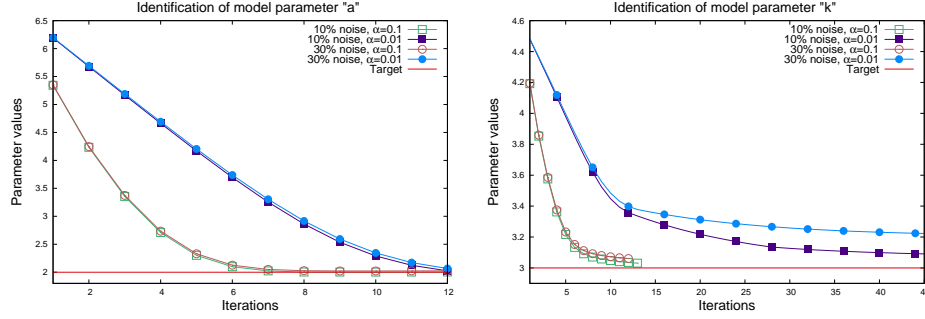 Identification of model parameter "a"
10% noise, α=0.1
10% noise, α=0.01
30% noise, α=0.1
30% noise, α=0.01
Target
Parameter values
6.5
6
5.5
5
4.5
4
3.5
3
2.5
2
2 4 6 8 10 12
Iterations
Identification of model parameter "k"
10% noise, α=0.1
10% noise, α=0.01
30% noise, α=0.1
30% noise, α=0.01
Target
Parameter values
4.6
4.4
4.2
4
3.8
3.6
3.4
3.2
3
5 10 15 20 25 30 35 40
Iterations